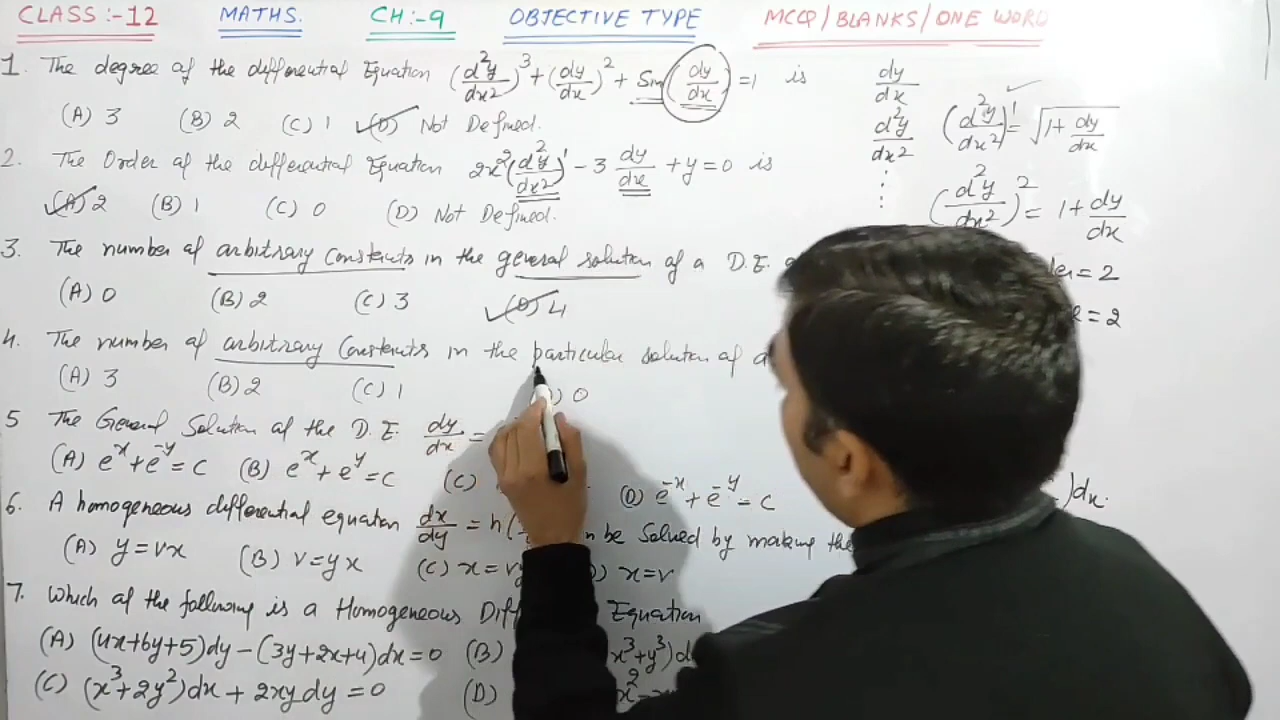 CLASS:-12 MATHS. CH:-9 OBJECTIVE TYPE MCQ/BLANKS/ONE WORD
1. The degree of the differential Equation (d²y/dx²)³ + (dy/dx)² + Sin(dy/dx) = 1 is
(A) 3 (B) 2 (C) 1 (D) Not Defined.
2. The Order of the differential Equation 2x² (d²y/dx²)¹ - 3 dy/dx + y = 0 is
(A) 2 (B) 1 (C) 0 (D) Not Defined.
3. The number of arbitrary Constants in the general solution of a D.E.
(A) 0 (B) 2 (C) 3 (D) 4
4. The number of arbitrary Constants in the particular solution of a
(A) 3 (B) 2 (C) 1 ) 0
5 The General Solution of the D.E. dy/dx =
(A) e^x + e^-y = C (B) e^x + e^y = C (C) (D) e^-x + e^-y = C
6. A homogeneous differential equation dx/dy = h( be Solved by making the
(A) y = vx (B) v = yx (C) x = v ) x = v
7. Which of the following is a Homogeneous Equation
(A) (4x+6y+5)dy - (3y+2x+4)dx = 0 (B) x³+y³)d
(C) (x³+2y²)dx + 2xy dy = 0 (D)
dy/dx
d²y/dx²
(d²y/dx²)¹ = √(1 + dy/dx)
(d²y/dx²)² = 1 + dy/dx
= 2
= 2
)dx.